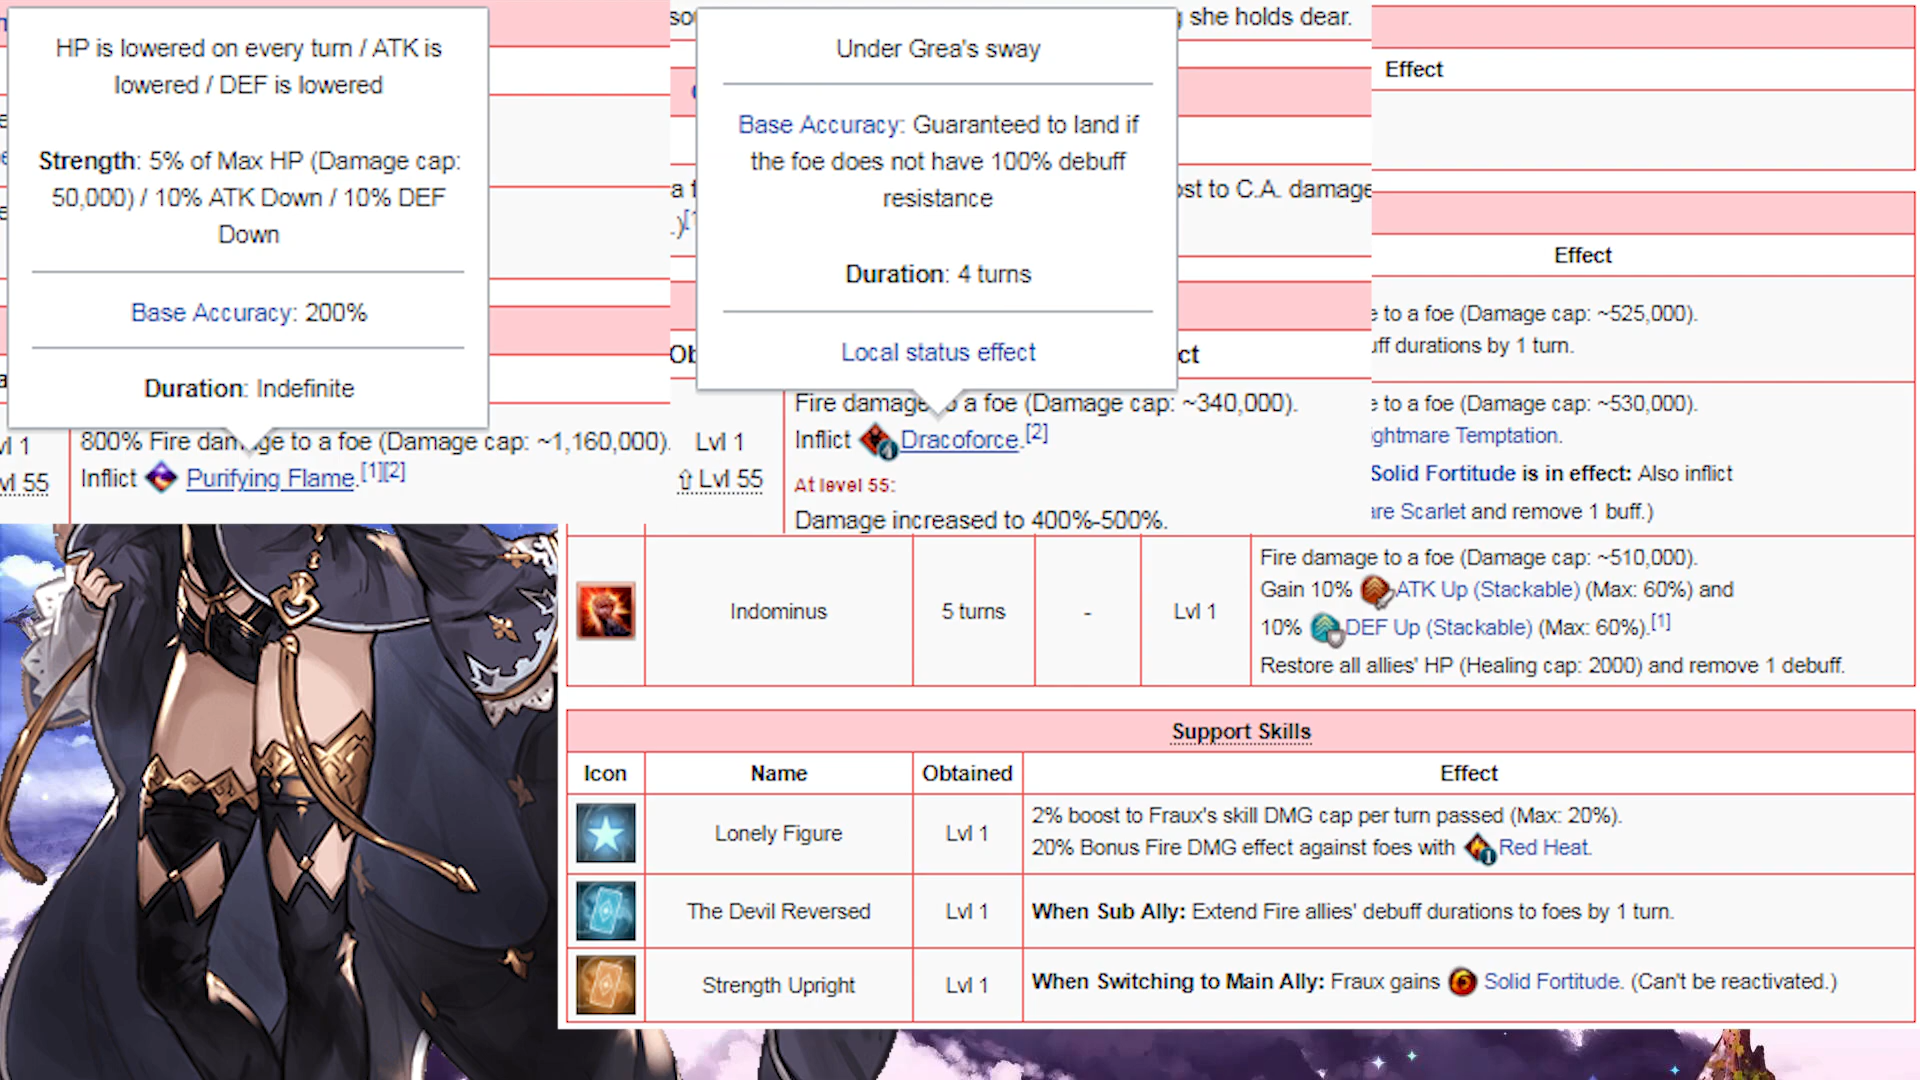 HP is lowered on every turn / ATK is
lowered / DEF is lowered
Strength: 5% of Max HP (Damage cap:
50,000) / 10% ATK Down / 10% DEF
Down
Base Accuracy: 200%
Duration: Indefinite
vl 1
vl 55
800% Fire damage to a foe (Damage cap: ~1,160,000).
Inflict Purifying Flame.[1][2]
she holds dear.
Under Grea's sway
Base Accuracy: Guaranteed to land if
the foe does not have 100% debuff
resistance
Duration: 4 turns
Local status effect
st to C.A. damage
Ob
ct
Lvl 1
⇧Lvl 55
Fire damage to a foe (Damage cap: ~340,000).
Inflict 4 Dracoforce.[2]
At level 55:
Damage increased to 400%-500%.
Effect
Effect
e to a foe (Damage cap: ~525,000).
uff durations by 1 turn.
e to a foe (Damage cap: ~530,000).
ghtmare Temptation.
Solid Fortitude is in effect: Also inflict
are Scarlet and remove 1 buff.)
Indominus
5 turns
-
Lvl 1
Fire damage to a foe (Damage cap: ~510,000).
Gain 10% ATK Up (Stackable) (Max: 60%) and
10% DEF Up (Stackable) (Max: 60%).[1]
Restore all allies' HP (Healing cap: 2000) and remove 1 debuff.
Support Skills
Icon Name Obtained Effect
Lonely Figure
Lvl 1
2% boost to Fraux's skill DMG cap per turn passed (Max: 20%).
20% Bonus Fire DMG effect against foes with 1 Red Heat.
The Devil Reversed
Lvl 1
When Sub Ally: Extend Fire allies' debuff durations to foes by 1 turn.
Strength Upright
Lvl 1
When Switching to Main Ally: Fraux gains Solid Fortitude. (Can't be reactivated.)